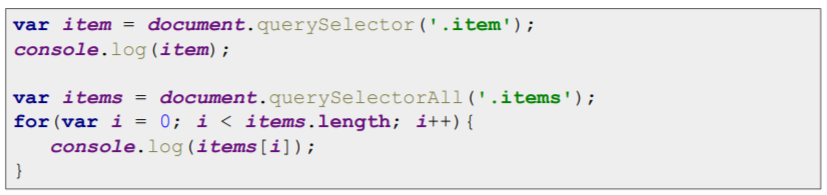 var item = document.querySelector('.item');
console.log(item);

var items = document.querySelectorAll('.items');
for(var i = 0; i < items.length; i++){
   console.log(items[i]);
}